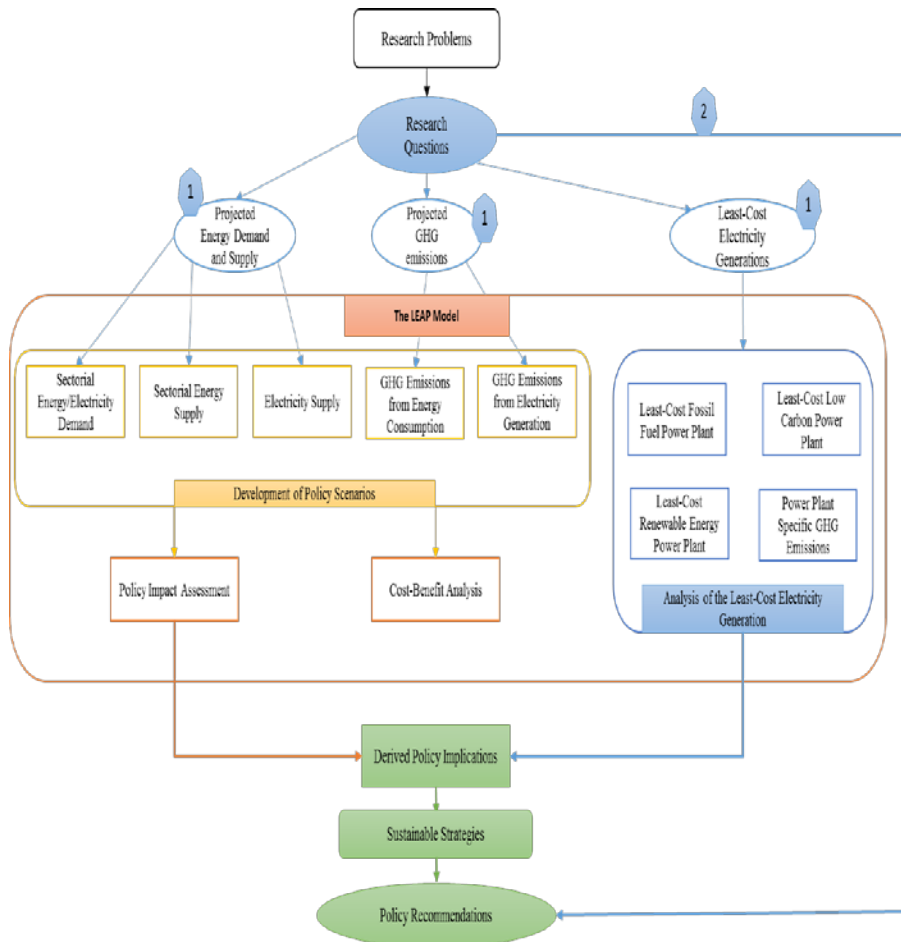 Research Problems
2
Research
Questions
1
Projected
Energy Demand
and Supply
Projected
GHG
emissions
1
Least-Cost
Electricity
Generations
1
The LEAP Model
Sectorial
Energy/Electricity
Demand
Sectorial Energy
Supply
Electricity Supply
GHG Emissions
from Energy
Consumption
GHG Emissions
from Electricity
Generation
Least-Cost Fossil
Fuel Power Plant
Least-Cost Low
Carbon Power
Plant
Development of Policy Scenarios
Least-Cost
Renewable Energy
Power Plant
Power Plant
Specific GHG
Emissions
Policy Impact Assessment
Cost-Benefit Analysis
Analysis of the Least-Cost Electricity
Generation
Derived Policy Implications
Sustainable Strategies
Policy Recommendations